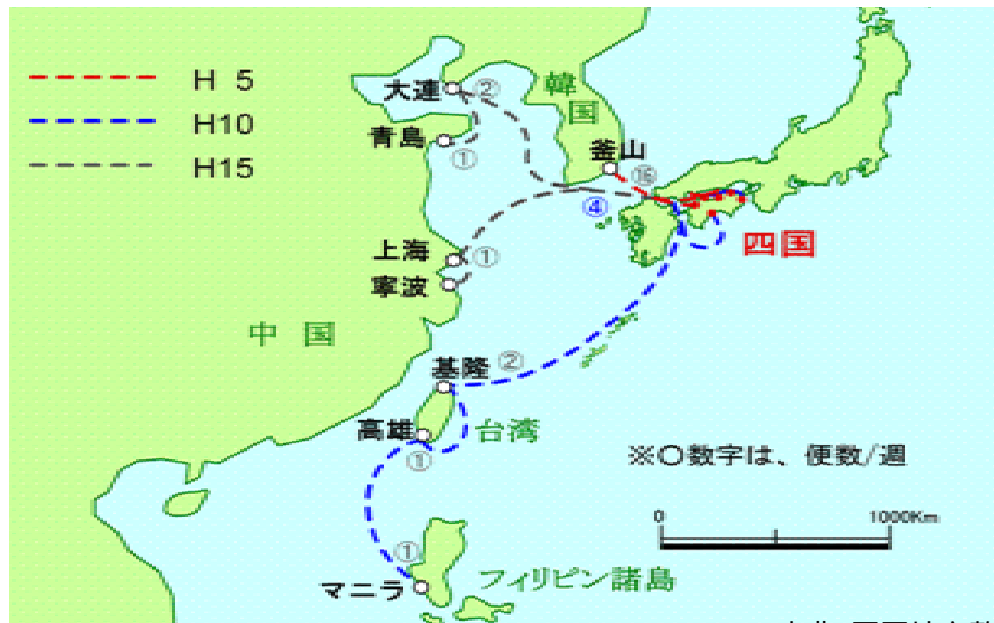 H 5
H10
H15
大連
②
韓
国
青島
①
釜山
⑯
④
四国
上海
①
寧波
中 国
基隆
②
高雄
台湾
①
※〇数字は、便数/週
0
1000Km
①
マニラ
フィリピン諸島